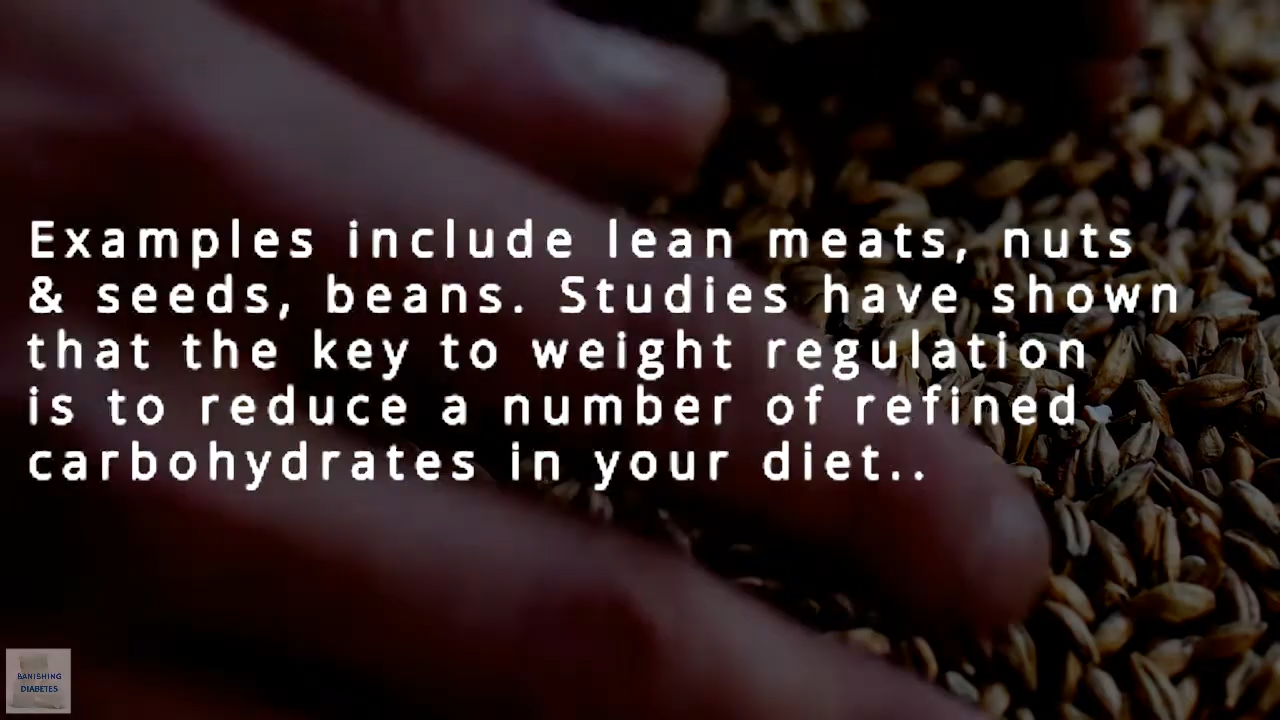 Examples include lean meats, nuts
& seeds, beans. Studies have shown
that the key to weight regulation
is to reduce a number of refined
carbohydrates in your diet..
BANISHING
DIABETES